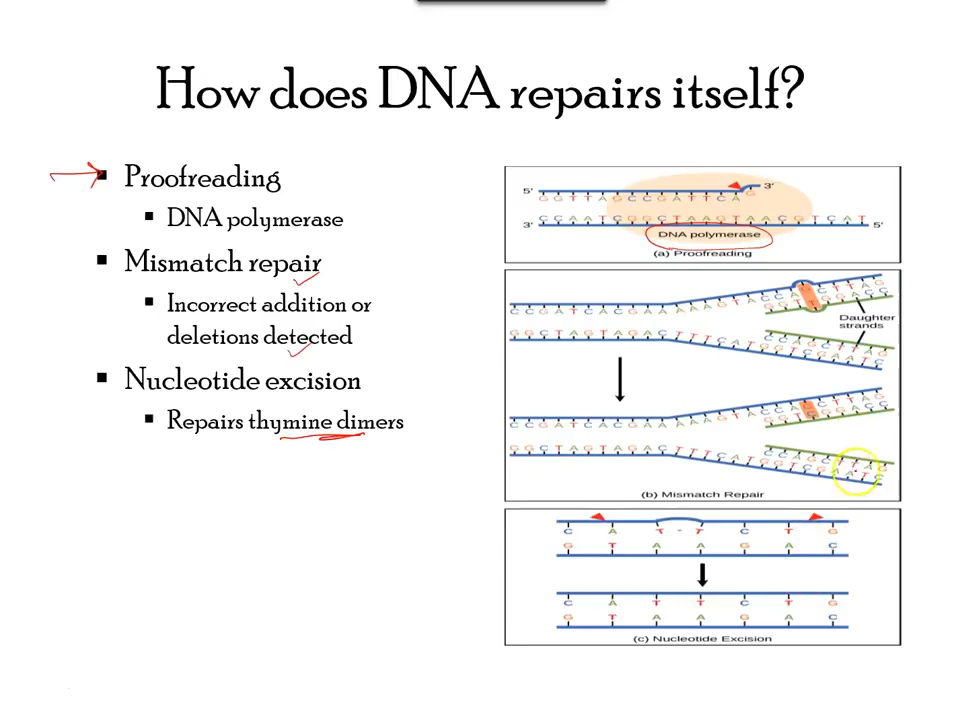 How does DNA repairs itself?
Proofreading
DNA polymerase
Mismatch repair
Incorrect addition or
deletions detected
Nucleotide excision
Repairs thymine dimers
5' 3'
G G T T A G C C G A T T C A G
C C A A T C G G C T A A G T A A C G T C A T
3' 5'
DNA polymerase
(a) Proofreading
C C G A T C A C G A A A
G G C T A G T A G A C T T T C A T
Daughter
strands
C C G A T C A C G A A A
G G C T A G T A G A C T T T C A T
(b) Mismatch Repair
C A T - T C T G
G T A A G A C
C A T T C T G
G T A A G A C
(c) Nucleotide Excision